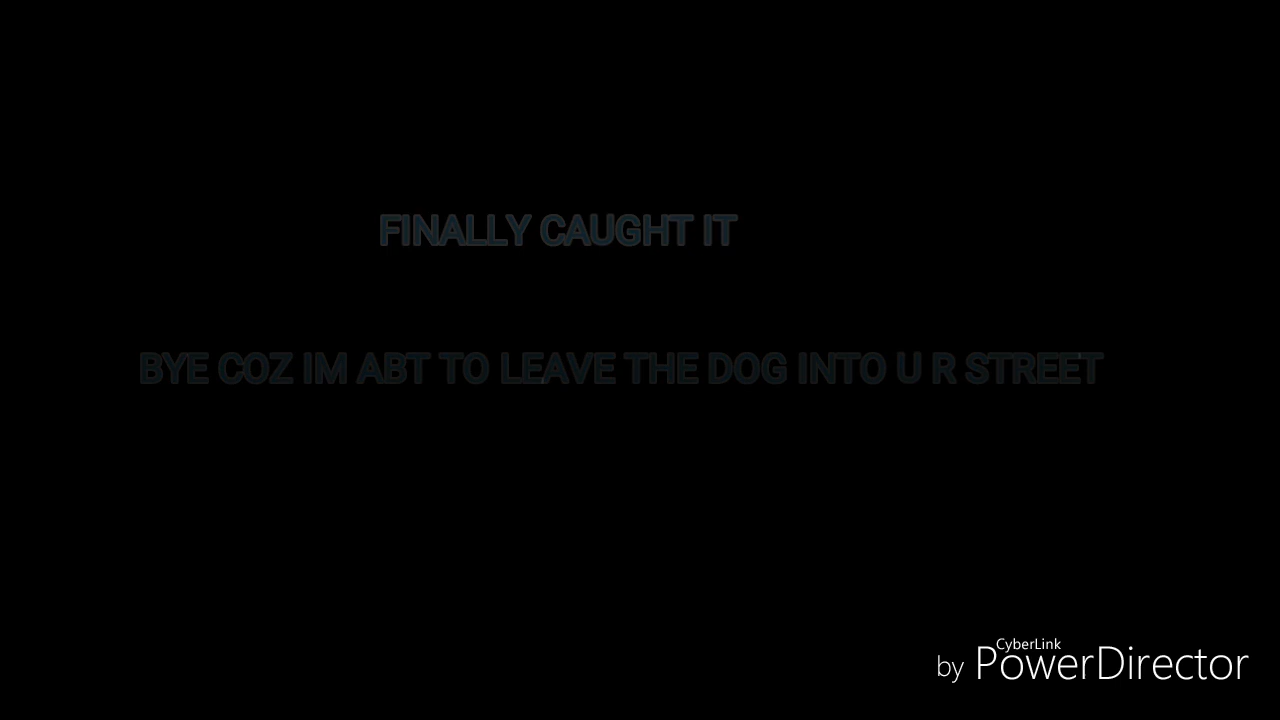 FINALLY CAUGHT IT
BYE COZ IM ABT TO LEAVE THE DOG INTO U R STREET
CyberLink
by PowerDirector